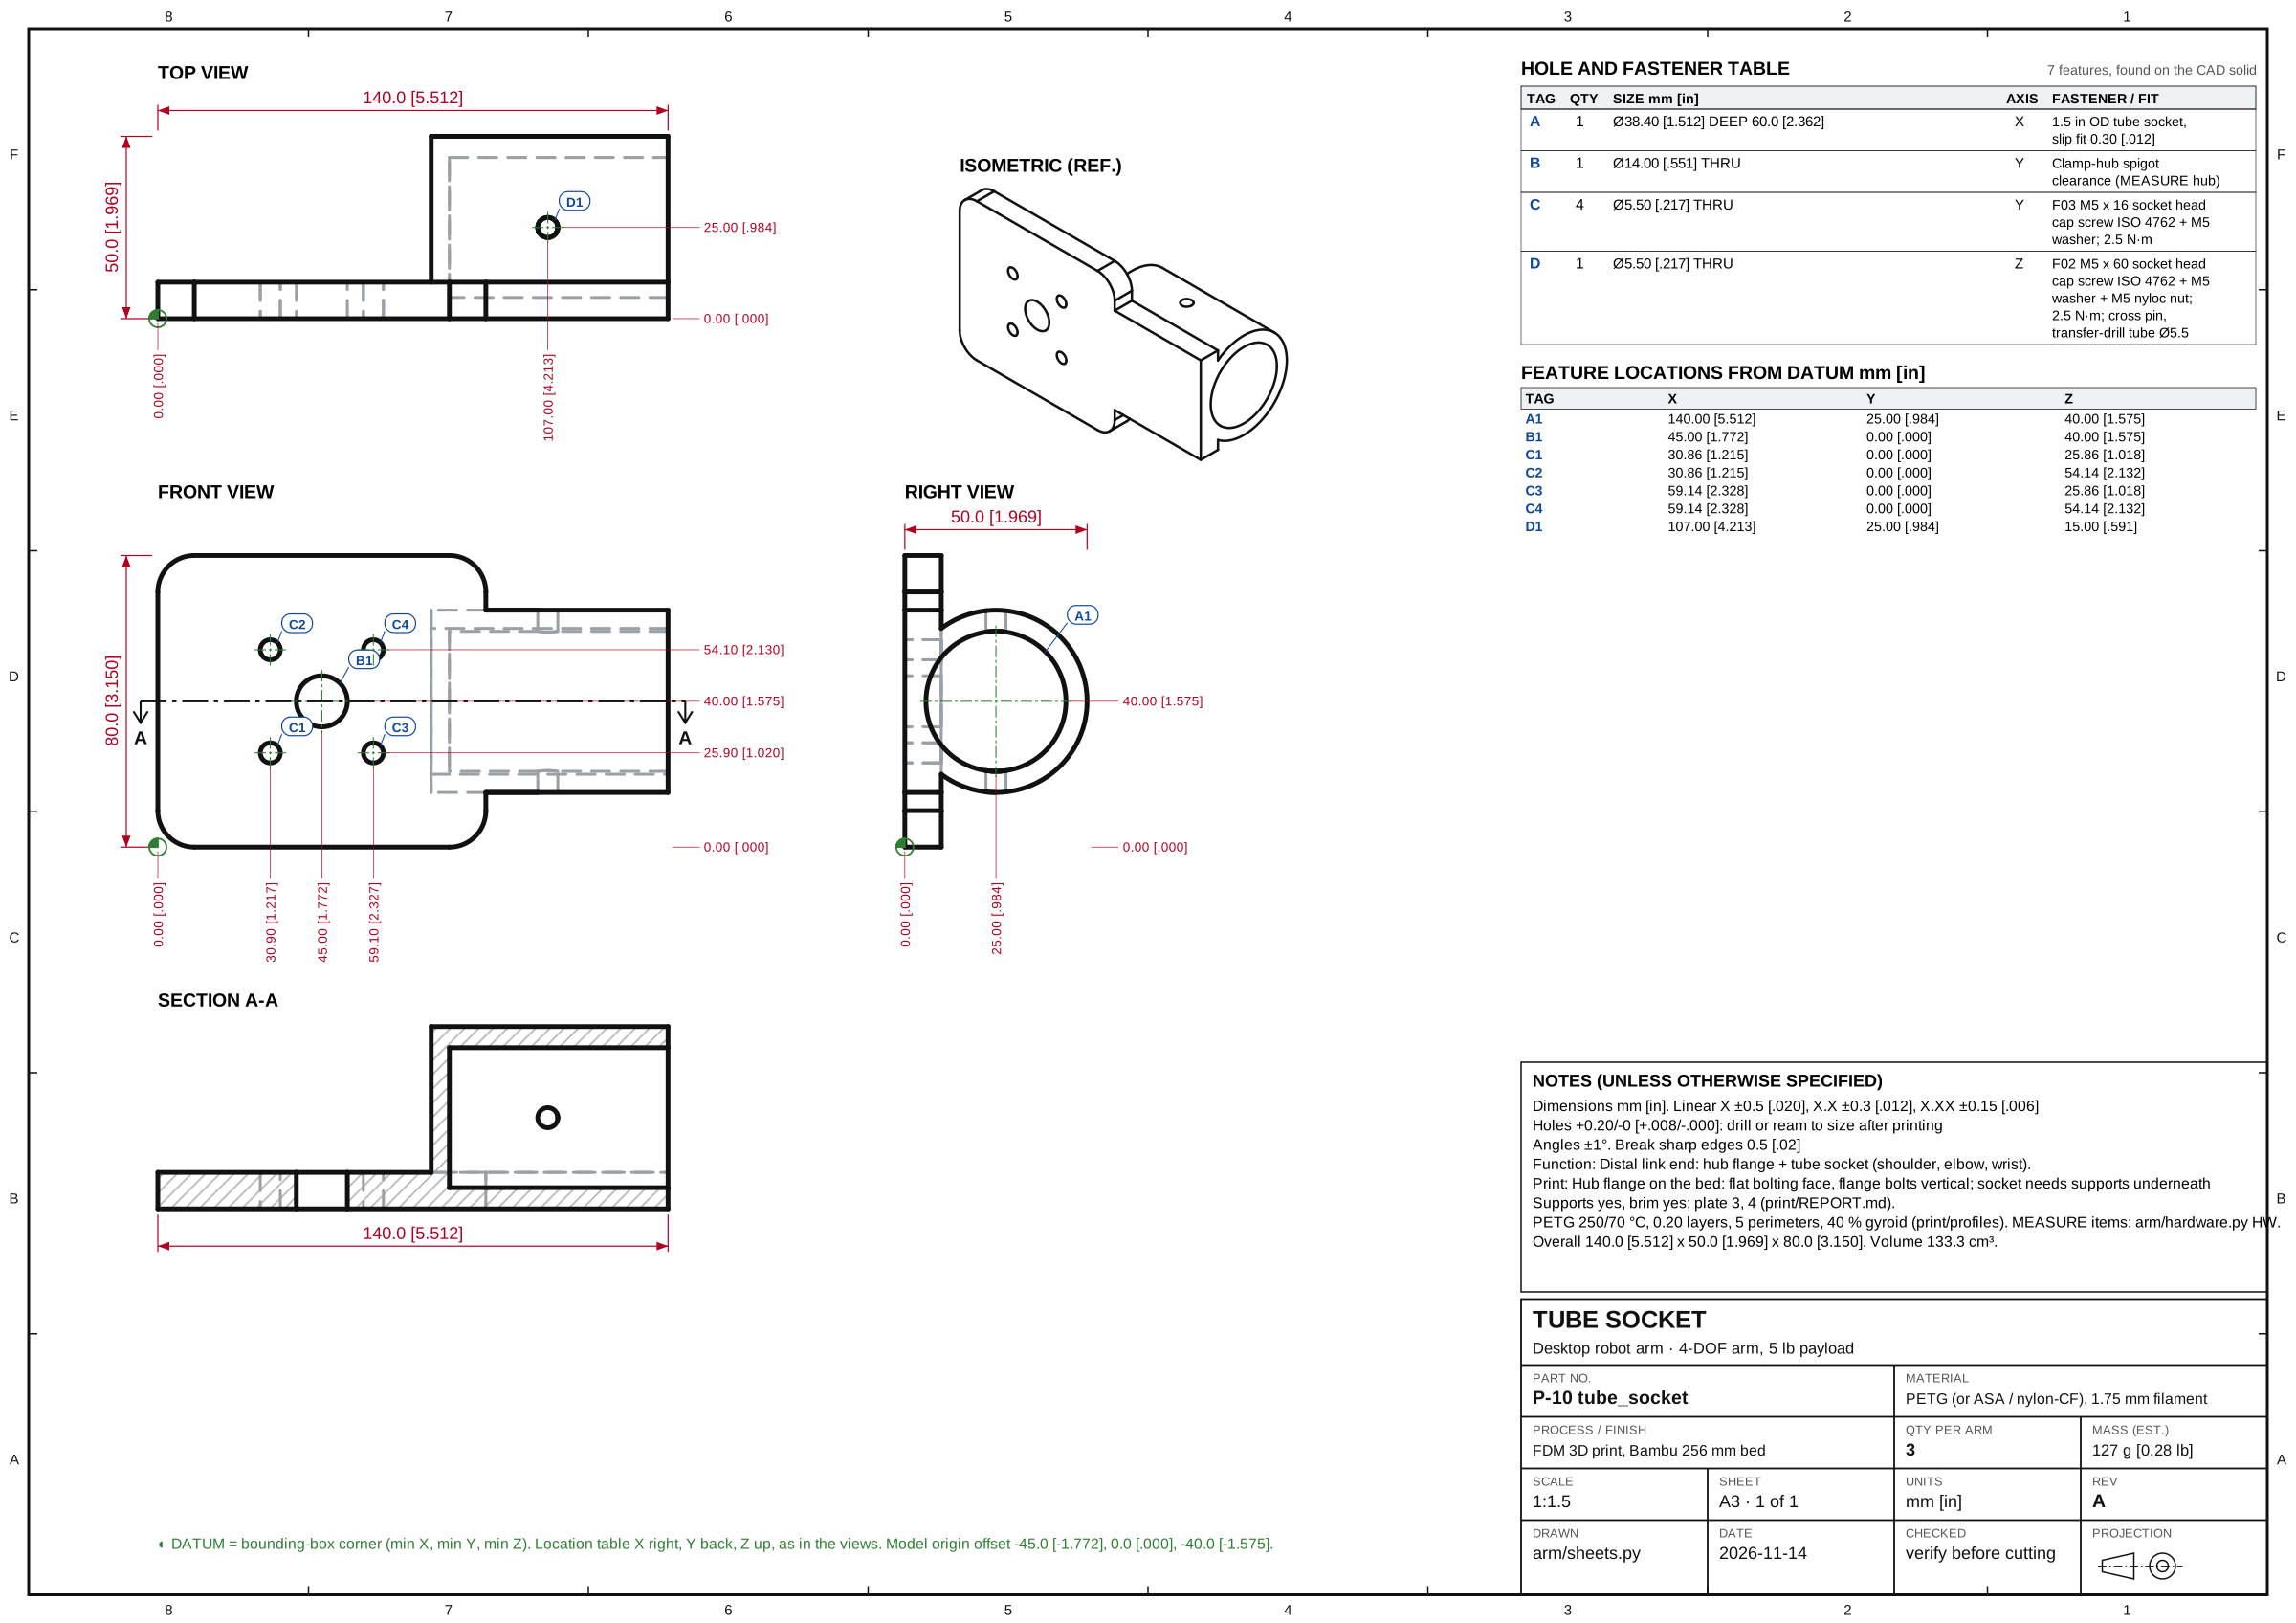 8 7 6 5 4 3 2 1
TOP VIEW
140.0 [5.512]
50.0 [1.969]
D1
25.00 [.984]
0.00 [.000]
0.00 [.000]
107.00 [4.213]
ISOMETRIC (REF.)
HOLE AND FASTENER TABLE
7 features, found on the CAD solid
TAG QTY SIZE mm [in] AXIS FASTENER / FIT
A 1 Ø38.40 [1.512] DEEP 60.0 [2.362] X 1.5 in OD tube socket,
slip fit 0.30 [.012]
B 1 Ø14.00 [.551] THRU Y Clamp-hub spigot
clearance (MEASURE hub)
C 4 Ø5.50 [.217] THRU Y F03 M5 x 16 socket head
cap screw ISO 4762 + M5
washer; 2.5 N·m
D 1 Ø5.50 [.217] THRU Z F02 M5 x 60 socket head
cap screw ISO 4762 + M5
washer + M5 nyloc nut;
2.5 N·m; cross pin,
transfer-drill tube Ø5.5
FEATURE LOCATIONS FROM DATUM mm [in]
TAG X Y Z
A1 140.00 [5.512] 25.00 [.984] 40.00 [1.575]
B1 45.00 [1.772] 0.00 [.000] 40.00 [1.575]
C1 30.86 [1.215] 0.00 [.000] 25.86 [1.018]
C2 30.86 [1.215] 0.00 [.000] 54.14 [2.132]
C3 59.14 [2.328] 0.00 [.000] 25.86 [1.018]
C4 59.14 [2.328] 0.00 [.000] 54.14 [2.132]
D1 107.00 [4.213] 25.00 [.984] 15.00 [.591]
FRONT VIEW
80.0 [3.150]
C2
C4
B1
C1
C3
A
A
54.10 [2.130]
40.00 [1.575]
25.90 [1.020]
0.00 [.000]
0.00 [.000]
30.90 [1.217]
45.00 [1.772]
59.10 [2.327]
RIGHT VIEW
50.0 [1.969]
A1
40.00 [1.575]
0.00 [.000]
0.00 [.000]
25.00 [.984]
SECTION A-A
140.0 [5.512]
NOTES (UNLESS OTHERWISE SPECIFIED)
Dimensions mm [in]. Linear X ±0.5 [.020], X.X ±0.3 [.012], X.XX ±0.15 [.006]
Holes +0.20/-0 [+.008/-.000]: drill or ream to size after printing
Angles ±1°. Break sharp edges 0.5 [.02]
Function: Distal link end: hub flange + tube socket (shoulder, elbow, wrist).
Print: Hub flange on the bed: flat bolting face, flange bolts vertical; socket needs supports underneath
Supports yes, brim yes; plate 3, 4 (print/REPORT.md).
PETG 250/70 °C, 0.20 layers, 5 perimeters, 40 % gyroid (print/profiles). MEASURE items: arm/hardware.py HW.
Overall 140.0 [5.512] x 50.0 [1.969] x 80.0 [3.150]. Volume 133.3 cm³.
TUBE SOCKET
Desktop robot arm · 4-DOF arm, 5 lb payload
PART NO.
P-10 tube_socket
MATERIAL
PETG (or ASA / nylon-CF), 1.75 mm filament
PROCESS / FINISH
FDM 3D print, Bambu 256 mm bed
QTY PER ARM
3
MASS (EST.)
127 g [0.28 lb]
SCALE
1:1.5
SHEET
A3 · 1 of 1
UNITS
mm [in]
REV
A
DRAWN
arm/sheets.py
DATE
2026-11-14
CHECKED
verify before cutting
PROJECTION
DATUM = bounding-box corner (min X, min Y, min Z). Location table X right, Y back, Z up, as in the views. Model origin offset -45.0 [-1.772], 0.0 [.000], -40.0 [-1.575].
F
E
D
C
B
A
F
E
D
C
B
A
8 7 6 5 4 3 2 1